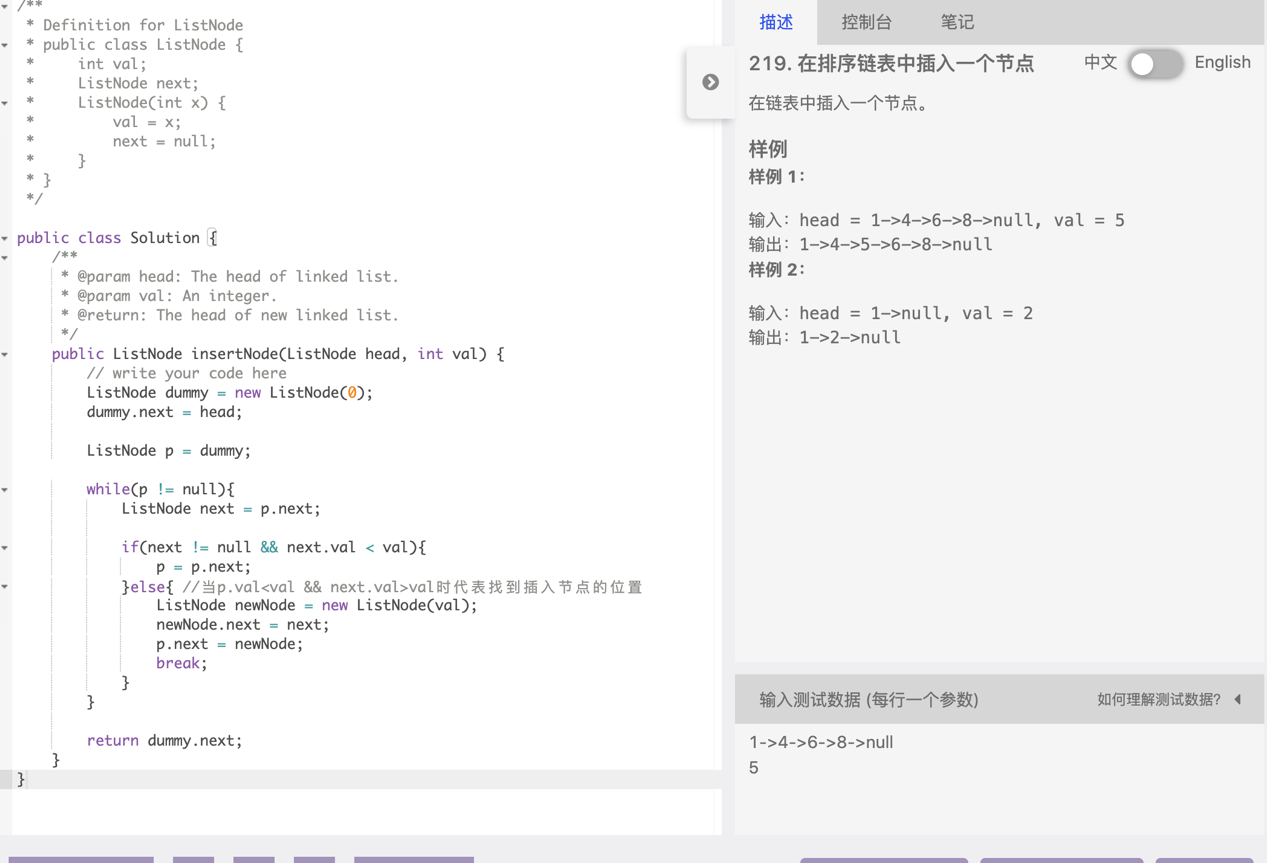 /**
 * Definition for ListNode
 * public class ListNode {
 *     int val;
 *     ListNode next;
 *     ListNode(int x) {
 *         val = x;
 *         next = null;
 *     }
 * }
 */
public class Solution {
    /**
     * @param head: The head of linked list.
     * @param val: An integer.
     * @return: The head of new linked list.
     */
    public ListNode insertNode(ListNode head, int val) {
        // write your code here
        ListNode dummy = new ListNode(0);
        dummy.next = head;
        ListNode p = dummy;
        while(p != null){
            ListNode next = p.next;
            if(next != null && next.val < val){
                p = p.next;
            }else{ //当p.val<val && next.val>val时代表找到插入节点的位置
                ListNode newNode = new ListNode(val);
                newNode.next = next;
                p.next = newNode;
                break;
            }
        }
        return dummy.next;
    }
}
描述 控制台 笔记
219. 在排序链表中插入一个节点 中文 English
在链表中插入一个节点。
样例
样例 1：
输入：head = 1->4->6->8->null, val = 5
输出：1->4->5->6->8->null
样例 2：
输入：head = 1->null, val = 2
输出：1->2->null
输入测试数据 (每行一个参数) 如何理解测试数据?
1->4->6->8->null
5